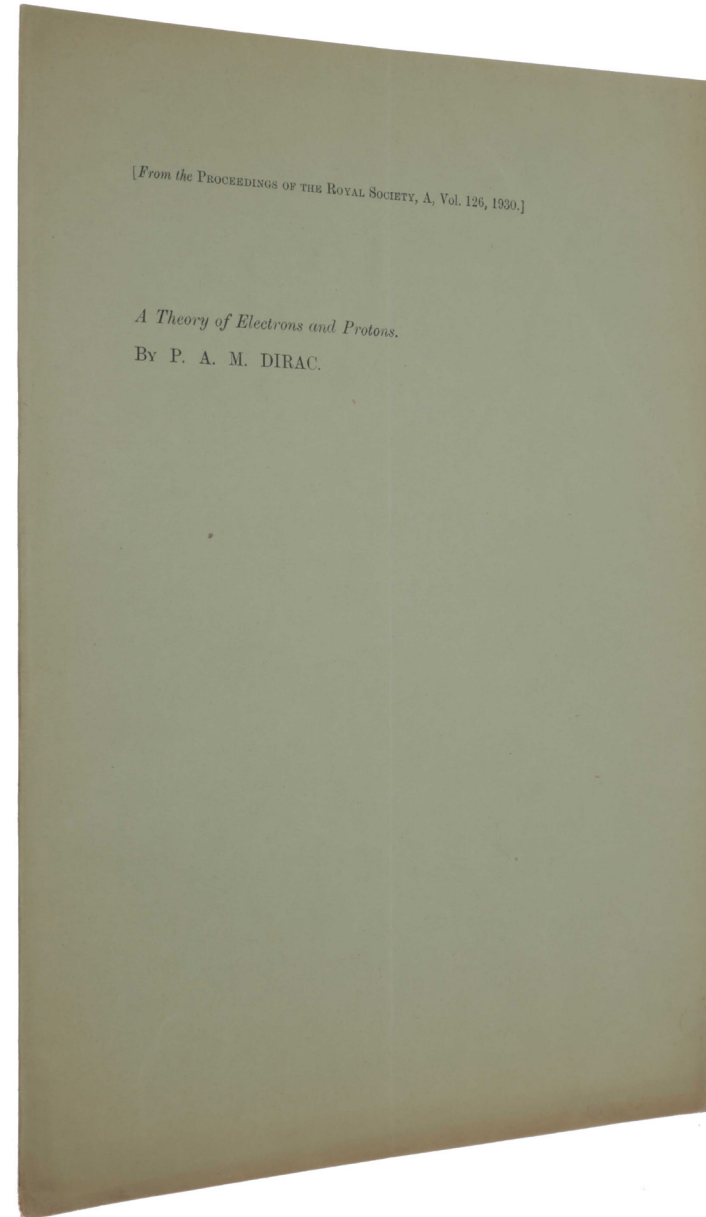 [From the PROCEEDINGS OF THE ROYAL SOCIETY, A, Vol. 126, 1930.]
A Theory of Electrons and Protons.
BY P. A. M. DIRAC.